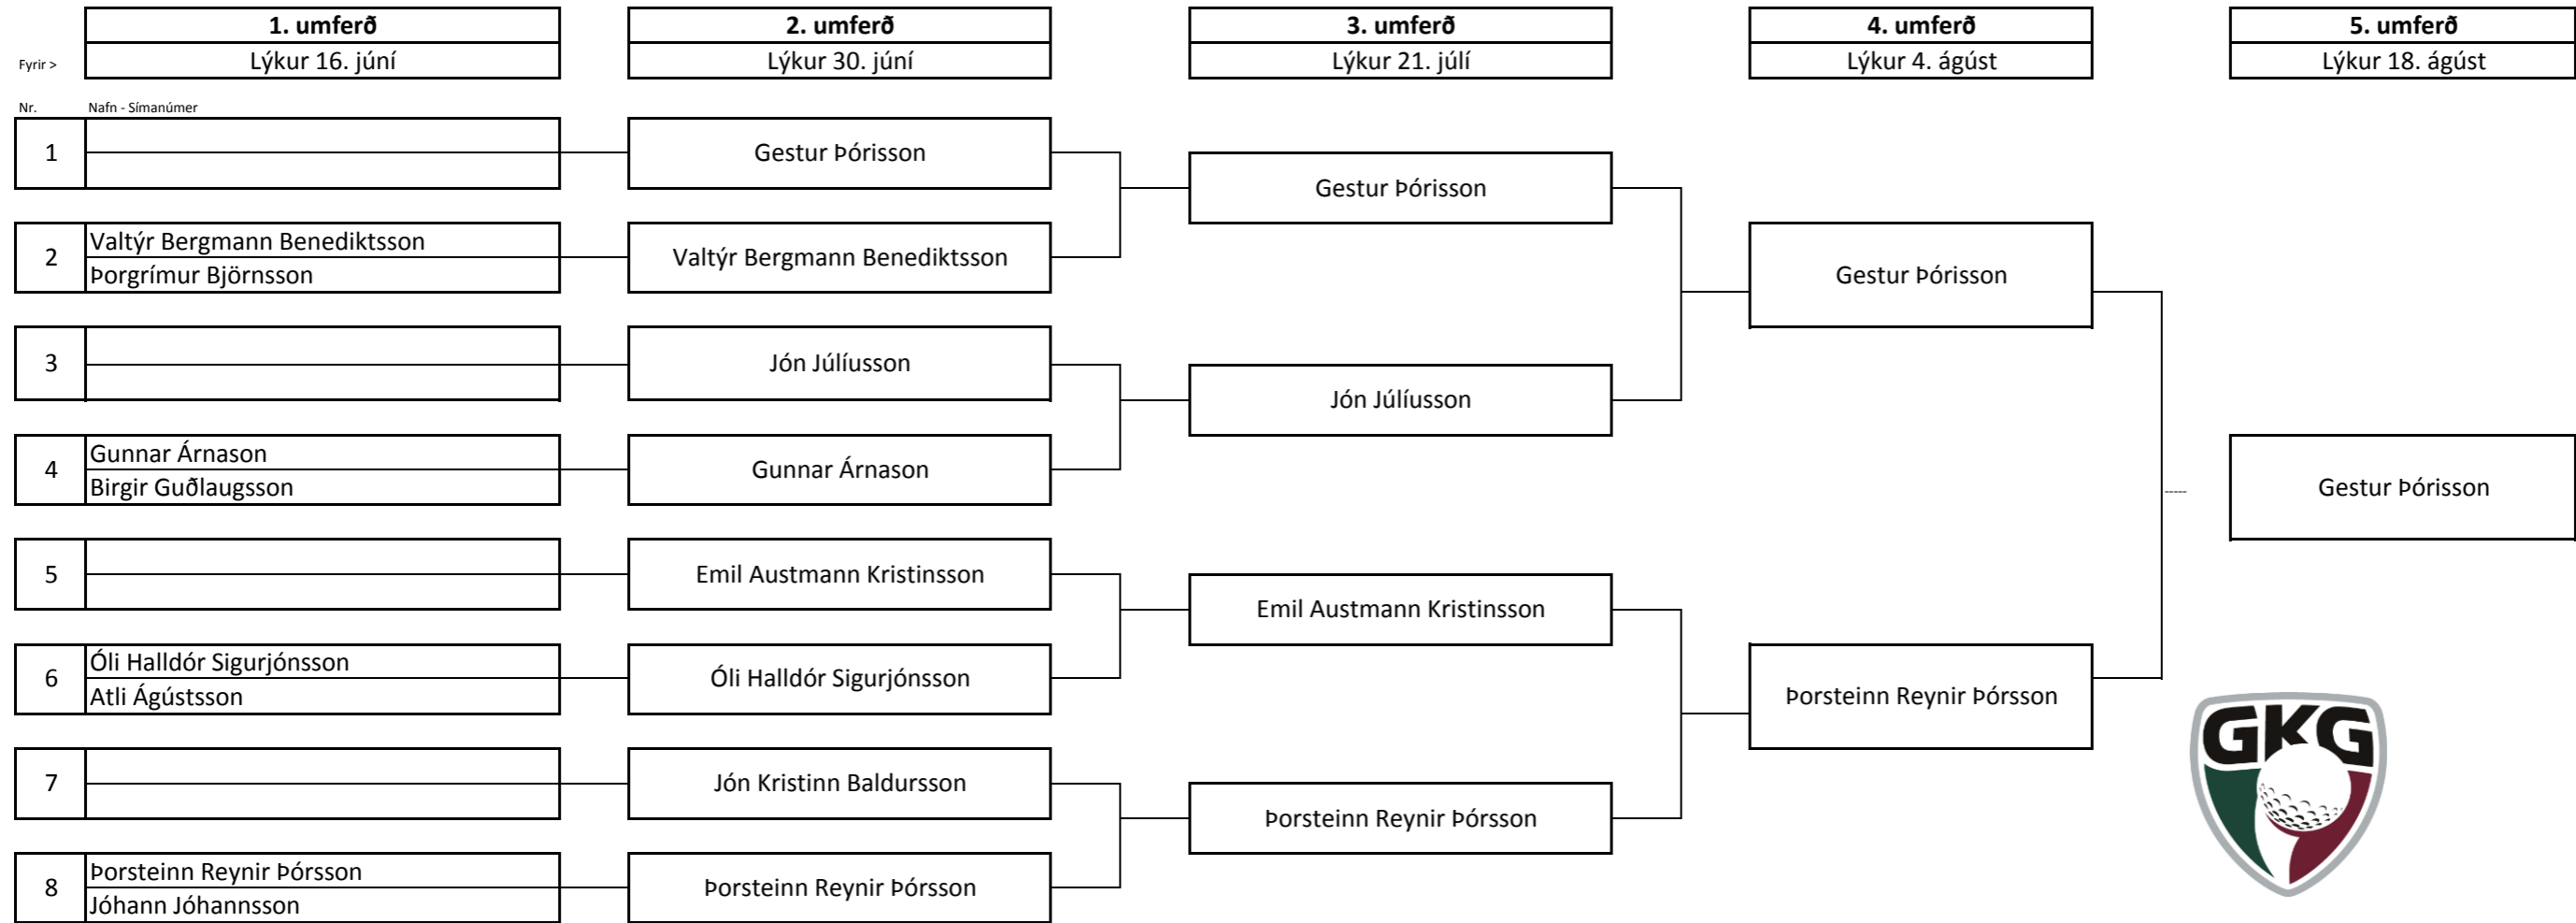 1. umferð
2. umferð
3. umferð
4. umferð
5. umferð
Fyrir >
Lýkur 16. júní
Lýkur 30. júní
Lýkur 21. júlí
Lýkur 4. ágúst
Lýkur 18. ágúst
Nr.
Nafn - Símanúmer
1
2
Valtýr Bergmann Benediktsson
Þorgrímur Björnsson
3
4
Gunnar Árnason
Birgir Guðlaugsson
5
6
Óli Halldór Sigurjónsson
Atli Ágústsson
7
8
Þorsteinn Reynir Þórsson
Jóhann Jóhannsson
Gestur Þórisson
Valtýr Bergmann Benediktsson
Jón Júlíusson
Gunnar Árnason
Emil Austmann Kristinsson
Óli Halldór Sigurjónsson
Jón Kristinn Baldursson
Þorsteinn Reynir Þórsson
Gestur Þórisson
Jón Júlíusson
Emil Austmann Kristinsson
Þorsteinn Reynir Þórsson
Gestur Þórisson
Þorsteinn Reynir Þórsson
-----
Gestur Þórisson
GKG